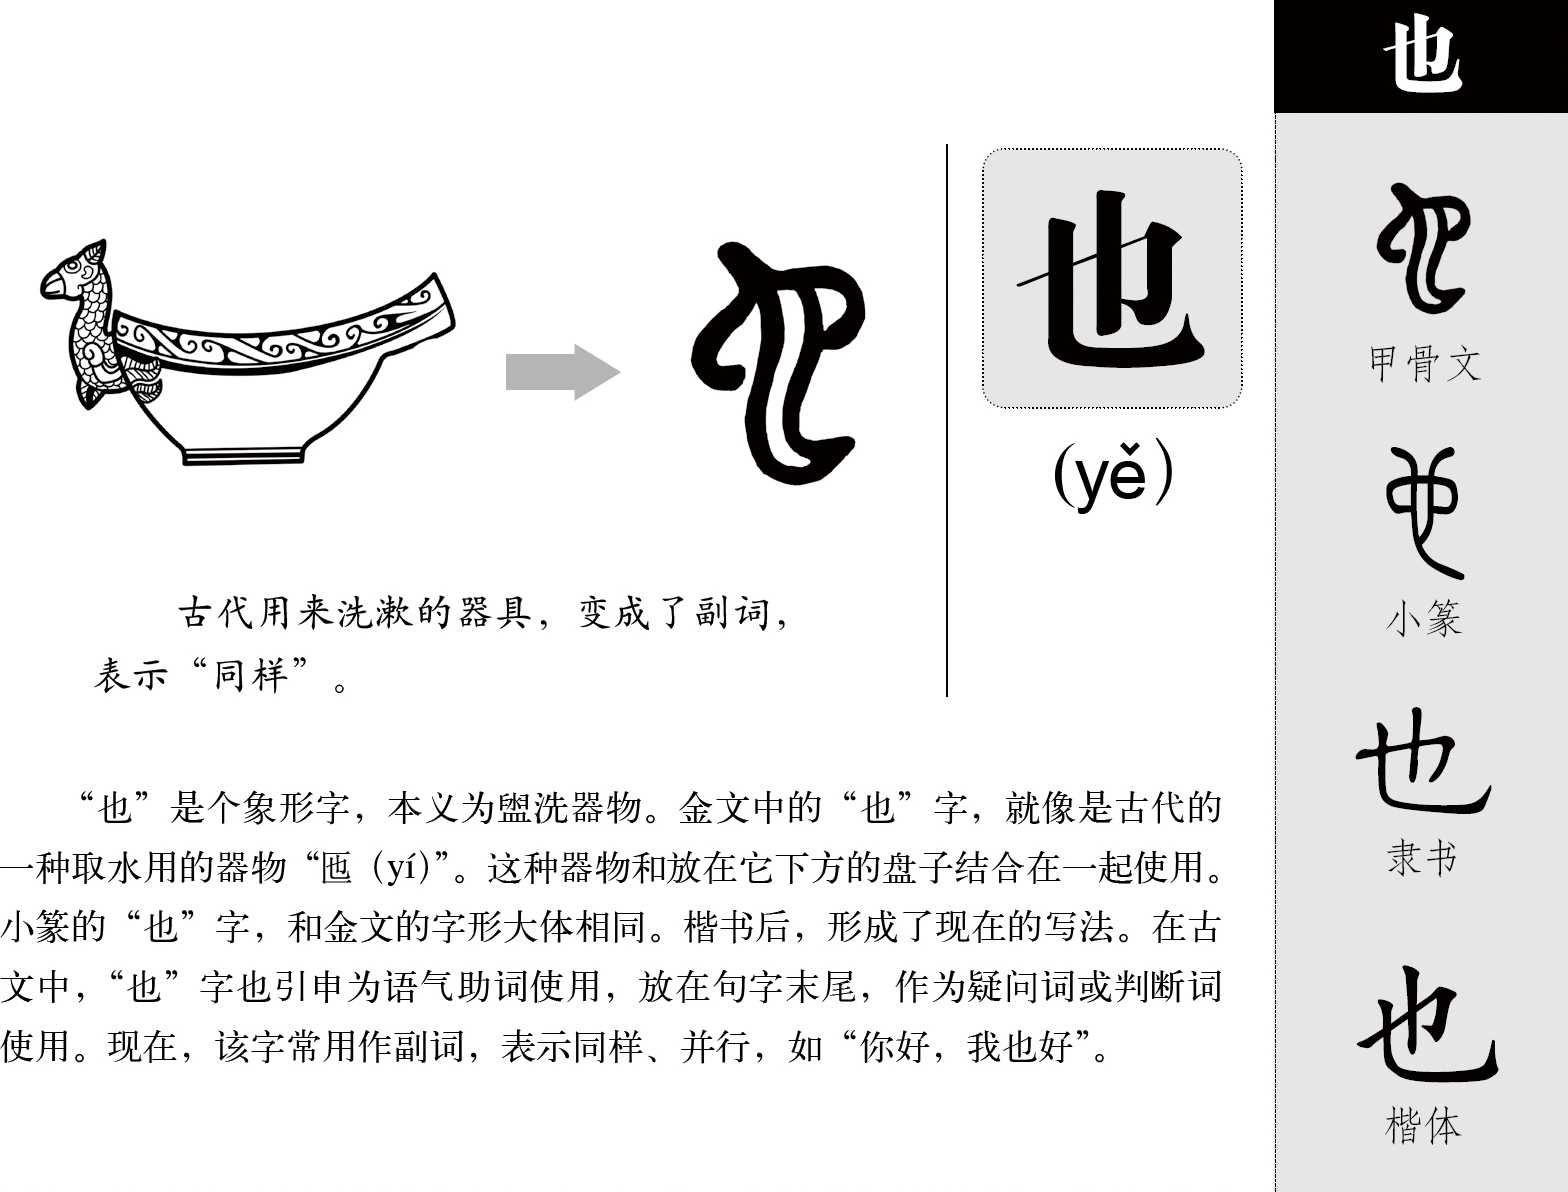 也
也
(yě)
古代用来洗漱的器具，变成了副词，
表示“同样”。
“也”是个象形字，本义为盥洗器物。金文中的“也”字，就像是古代的
一种取水用的器物“匜（yí）”。这种器物和放在它下方的盘子结合在一起使用。
小篆的“也”字，和金文的字形大体相同。楷书后，形成了现在的写法。在古
文中，“也”字也引申为语气助词使用，放在句字末尾，作为疑问词或判断词
使用。现在，该字常用作副词，表示同样、并行，如“你好，我也好”。
甲骨文
小篆
也
隶书
也
楷体